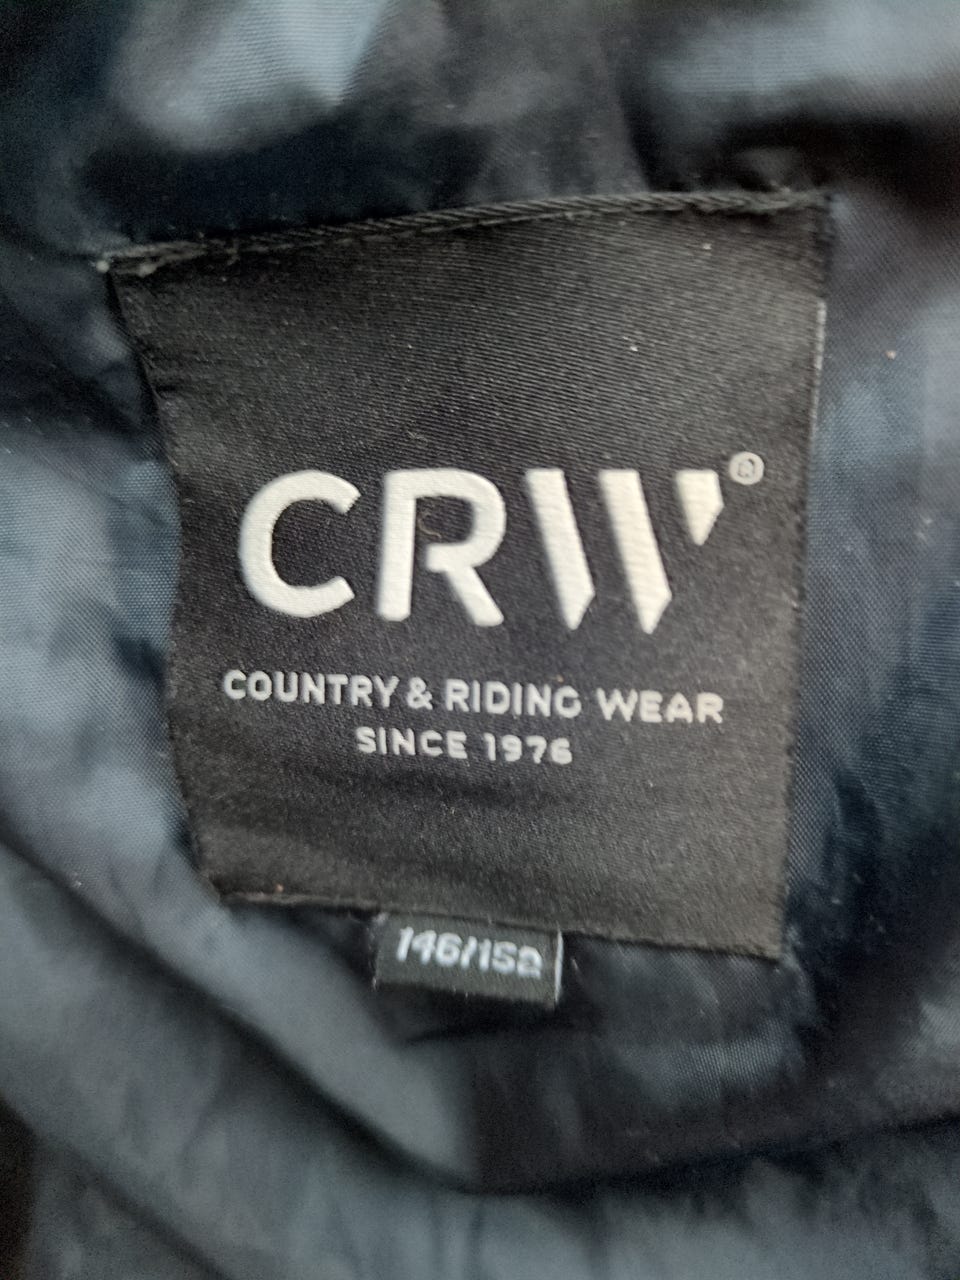 CRW®
COUNTRY & RIDING WEAR
SINCE 1976
146/152